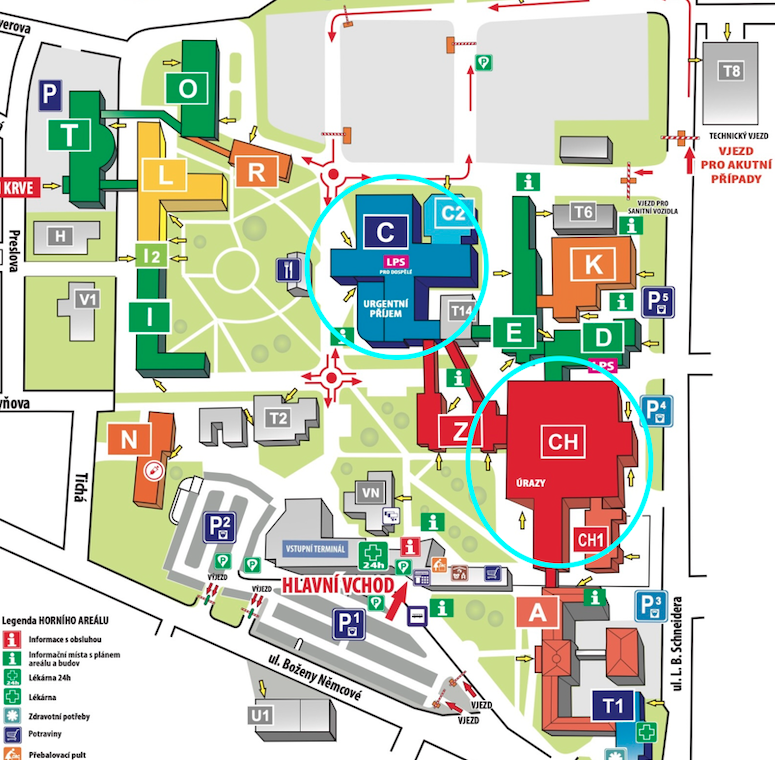 verova
P
O
T8
T
TECHNICKÝ VJEZD
VJEZD
PRO AKUTNÍ
PŘÍPADY
R
L
KRVE
VJEZD PRO
SANITNÍ VOZIDLA
C
C2
T6
H
Preslova
LPS
PRO DOSPĚLÉ
I2
K
V1
URGENTNÍ
PŘÍJEM
T14
P5
I
E
D
LPS
vňova
P4
T2
Z
N
CH
Tichá
ÚRAZY
VN
P2
CH1
VSTUPNÍ TERMINÁL
24h
VÝJEZD
VÝJEZD
HLAVNÍ VCHOD
A
P3
P1
Legenda HORNÍHO AREÁLU
Informace s obsluhou
Informační místa s plánem
areálu a budov
24h
Lékárna 24h
Lékárna
Zdravotní potřeby
Potraviny
Přebalovací pult
ul. Boženy Němcové
ul. L. B. Schneidera
VJEZD
VJEZD
T1
U1